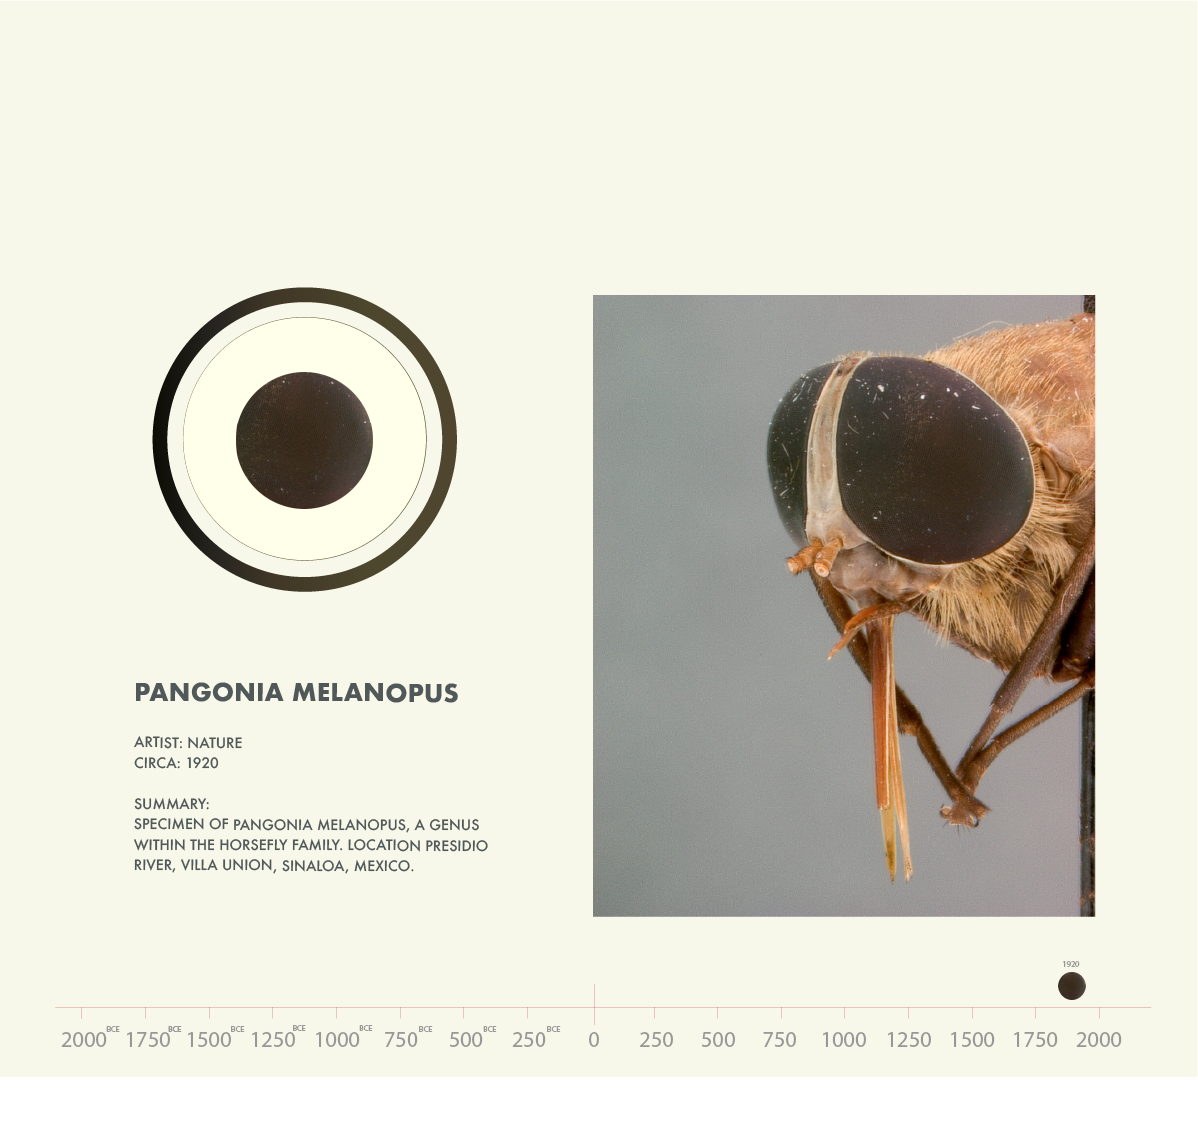 PANGONIA MELANOPUS
ARTIST: NATURE
CIRCA: 1920
SUMMARY:
SPECIMEN OF PANGONIA MELANOPUS, A GENUS
WITHIN THE HORSEFLY FAMILY. LOCATION PRESIDIO
RIVER, VILLA UNION, SINALOA, MEXICO.
1920
2000 BCE 1750 BCE 1500 BCE 1250 BCE 1000 BCE 750 BCE 500 BCE 250 BCE 0 250 500 750 1000 1250 1500 1750 2000